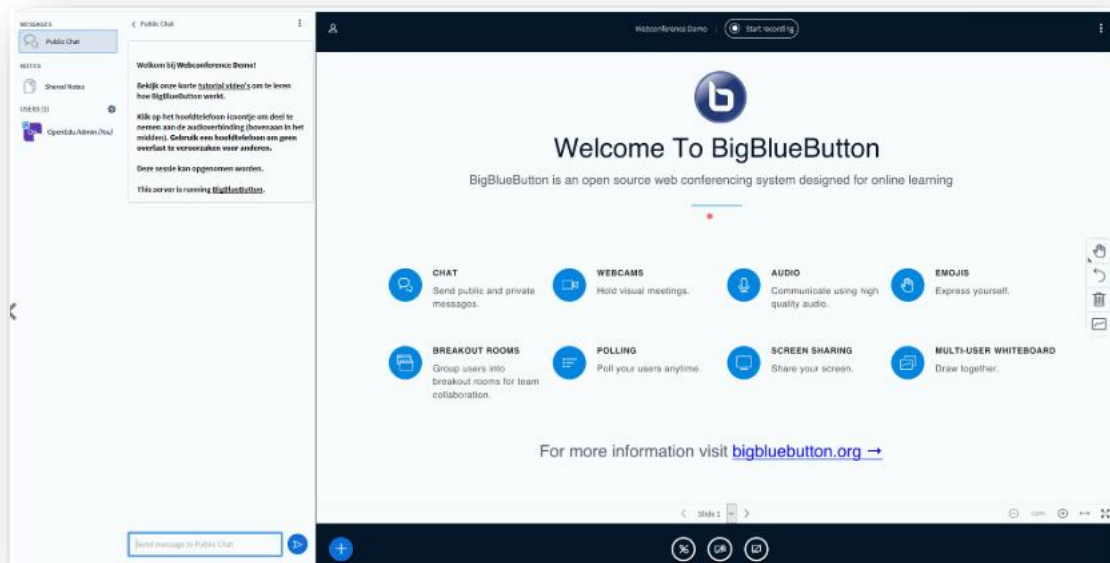 MESSAGES
Public Chat
NOTES
Shared Notes
USERS (1)
OpenEdu Admin (You)
Public Chat
Welkom bij Webconference Demo!
Bekijk onze korte tutorial video's om te leren
hoe BigBlueButton werkt.
Klik op het hoofdtelefoon icoontje om deel te
nemen aan de audioverbinding (bovenaan in het
midden). Gebruik een hoofdtelefoon om geen
overlast te veroorzaken voor anderen.
Deze sessie kan opgenomen worden.
This server is running BigBlueButton.
Send message to Public Chat
Webconference Demo
Start recording
b
Welcome To BigBlueButton
BigBlueButton is an open source web conferencing system designed for online learning
CHAT
Send public and private
messages.
WEBCAMS
Hold visual meetings.
AUDIO
Communicate using high
quality audio.
EMOJIS
Express yourself.
BREAKOUT ROOMS
Group users into
breakout rooms for team
collaboration.
POLLING
Poll your users anytime.
SCREEN SHARING
Share your screen.
MULTI-USER WHITEBOARD
Draw together.
For more information visit bigbluebutton.org →
Slide 1
100%